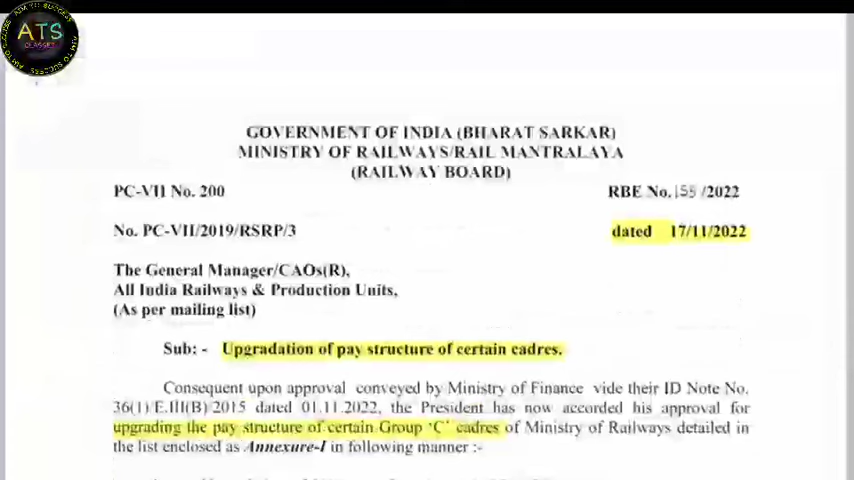 ATS
CLASSES
AIM TO SUCCESS
GOVERNMENT OF INDIA (BHARAT SARKAR)
MINISTRY OF RAILWAYS/RAIL MANTRALAYA
(RAILWAY BOARD)
PC-VII No. 200 RBE No. 155 /2022
No. PC-VII/2019/RSRP/3 dated 17/11/2022
The General Manager/CAOs(R),
All India Railways & Production Units,
(As per mailing list)
Sub: - Upgradation of pay structure of certain cadres.
Consequent upon approval conveyed by Ministry of Finance vide their ID Note No.
36(1)/E.III(B)/2015 dated 01.11.2022, the President has now accorded his approval for
upgrading the pay structure of certain Group 'C' cadres of Ministry of Railways detailed in
the list enclosed as Annexure-I in following manner :-